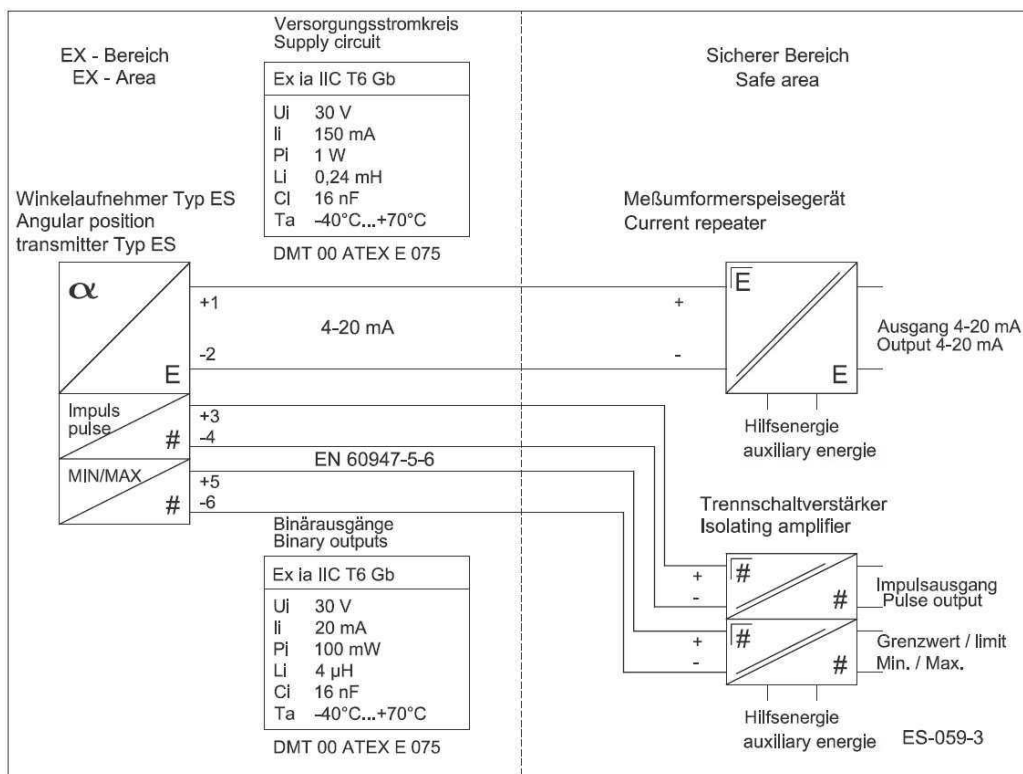 EX - Bereich
EX - Area
Versorgungsstromkreis
Supply circuit
Ex ia IIC T6 Gb
Ui 30 V
Ii 150 mA
Pi 1 W
Li 0,24 mH
CI 16 nF
Ta -40°C...+70°C
DMT 00 ATEX E 075
Sicherer Bereich
Safe area
Winkelaufnehmer Typ ES
Angular position
transmitter Typ ES
α
E
+1
4-20 mA
-2
Meßumformerspeisegerät
Current repeater
+
-
E
E
Ausgang 4-20 mA
Output 4-20 mA
Hilfsenergie
auxiliary energie
Impuls
pulse
#
+3
-4
EN 60947-5-6
MIN/MAX
#
+5
-6
Binärausgänge
Binary outputs
Ex ia IIC T6 Gb
Ui 30 V
Ii 20 mA
Pi 100 mW
Li 4 µH
Ci 16 nF
Ta -40°C...+70°C
DMT 00 ATEX E 075
Trennschaltverstärker
Isolating amplifier
+
-
#
#
Impulsausgang
Pulse output
+
-
#
#
Grenzwert / limit
Min. / Max.
Hilfsenergie
auxiliary energie
ES-059-3